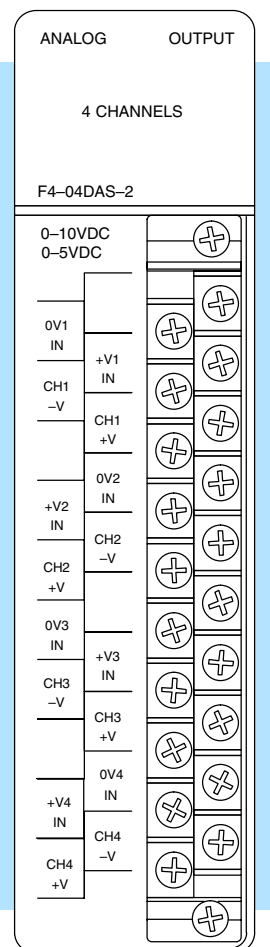 ANALOG OUTPUT
4 CHANNELS
F4–04DAS–2
0–10VDC
0–5VDC
0V1
IN
+V1
IN
CH1
–V
CH1
+V
0V2
IN
+V2
IN
CH2
–V
CH2
+V
0V3
IN
+V3
IN
CH3
–V
CH3
+V
0V4
IN
+V4
IN
CH4
–V
CH4
+V